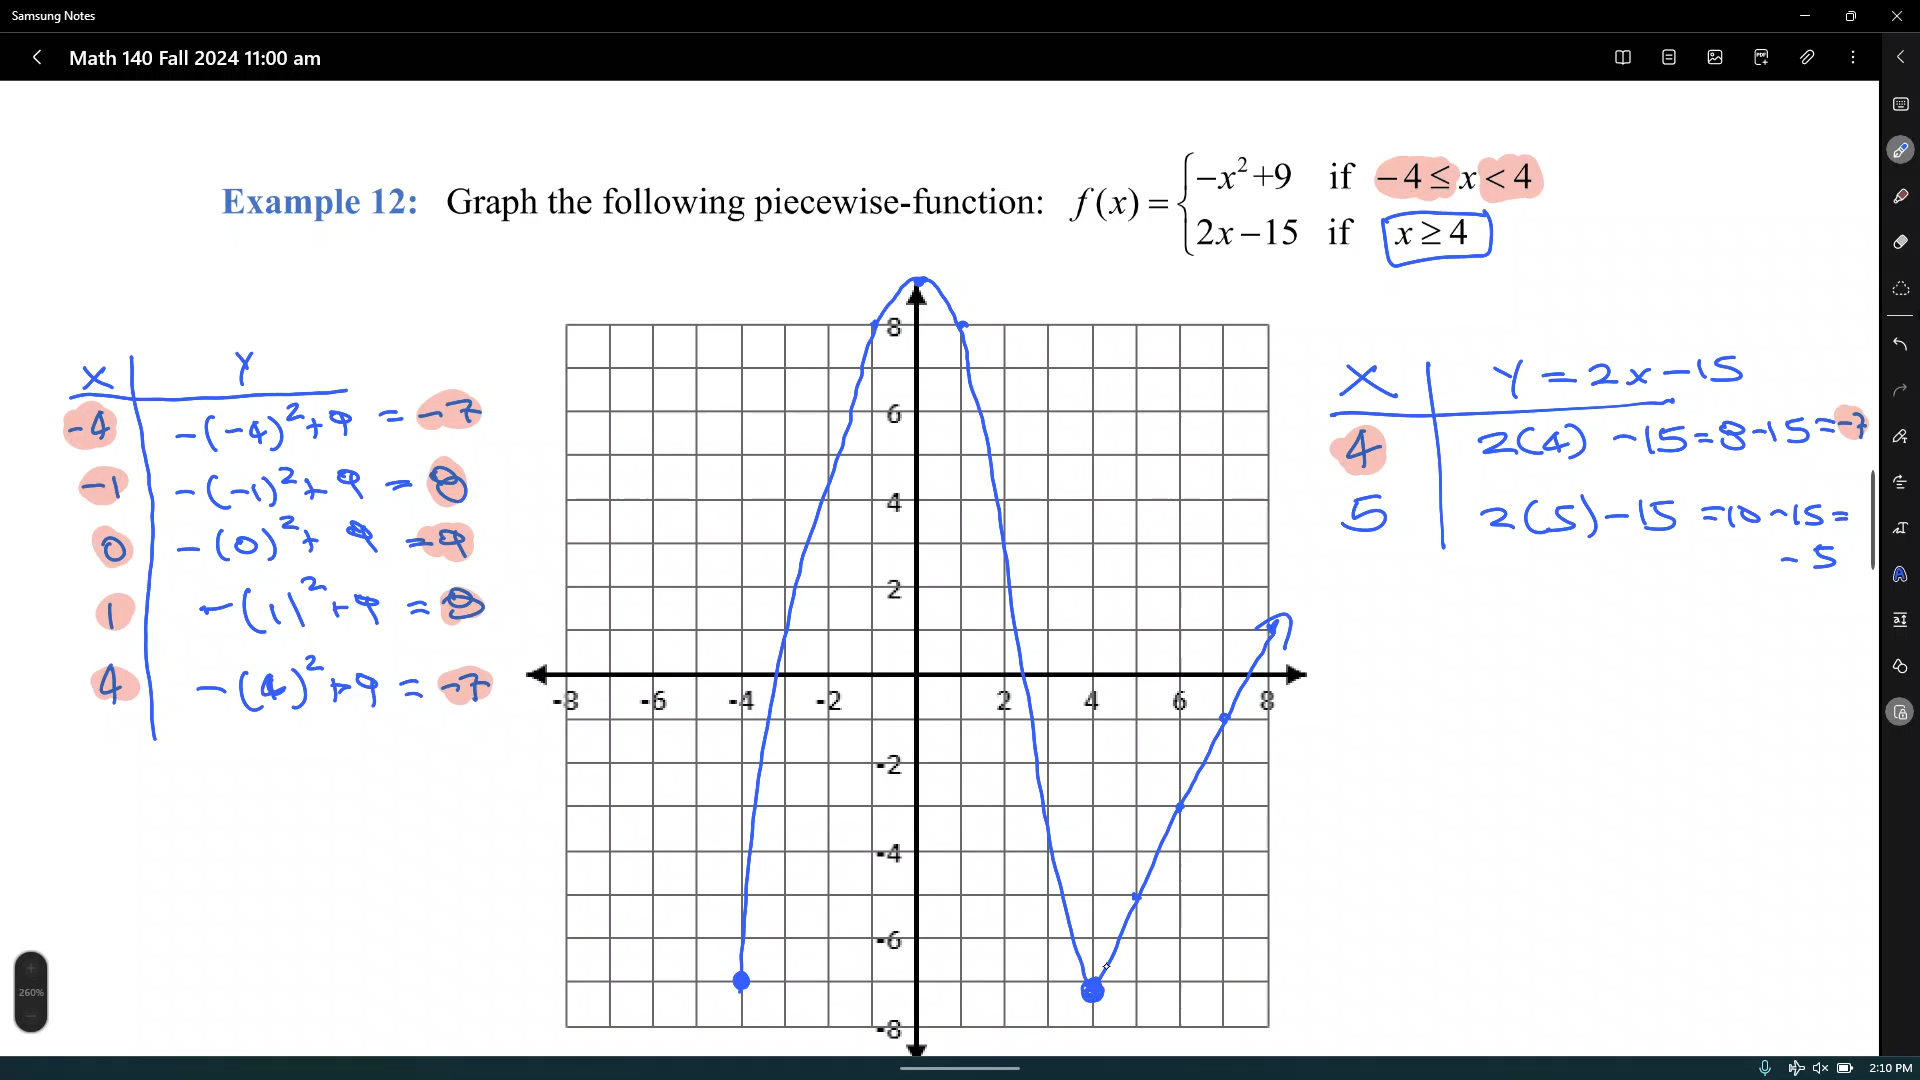 Samsung Notes
Math 140 Fall 2024 11:00 am
Example 12: Graph the following piecewise-function: f(x) = { −x²+9 if −4 ≤ x < 4
2x −15 if x ≥ 4
X | Y
-4 | -(-4)²+9 = -7
-1 | -(-1)²+9 = 8
0 | -(0)²+9 = 9
1 | -(1)²+9 = 8
4 | -(4)²+9 = -7
8
6
4
2
-8 -6 -4 -2 2 4 6 8
-2
-4
-6
-8
X | Y = 2x-15
4 | 2(4) -15=8-15=-7
5 | 2(5)-15 =10-15=
-5
260%
2:10 PM